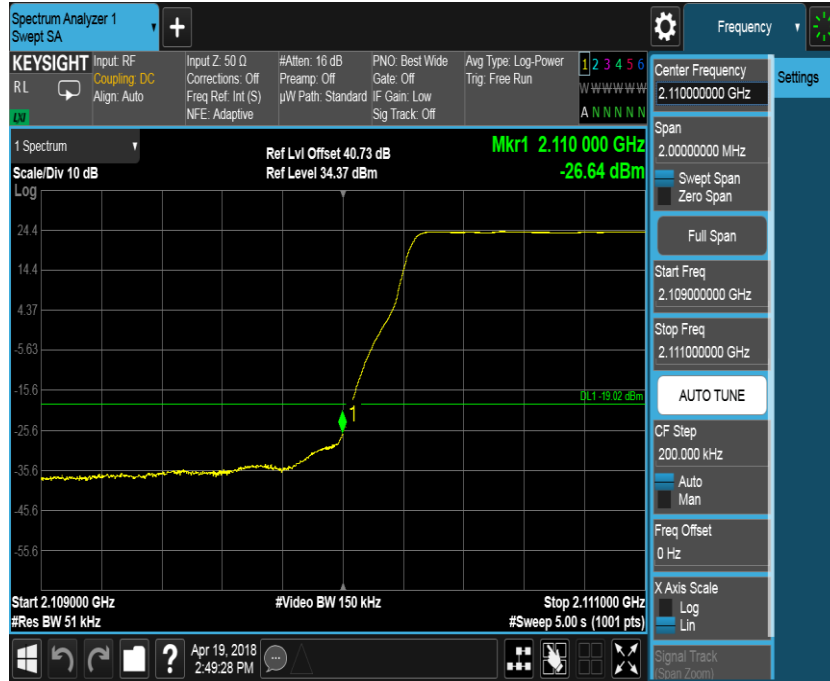 Spectrum Analyzer 1
Swept SA
+
Frequency
KEYSIGHT
RL
LXI
Input: RF
Coupling: DC
Align: Auto
Input Z: 50 Ω
Corrections: Off
Freq Ref: Int (S)
NFE: Adaptive
#Atten: 16 dB
Preamp: Off
µW Path: Standard
PNO: Best Wide
Gate: Off
IF Gain: Low
Sig Track: Off
Avg Type: Log-Power
Trig: Free Run
1 2 3 4 5 6
W W W W W W
A N N N N N
Center Frequency
2.110000000 GHz
Settings
1 Spectrum
Scale/Div 10 dB
Log
Ref Lvl Offset 40.73 dB
Ref Level 34.37 dBm
Mkr1 2.110 000 GHz
-26.64 dBm
Span
2.00000000 MHz
Swept Span
Zero Span
Full Span
Start Freq
2.109000000 GHz
Stop Freq
2.111000000 GHz
AUTO TUNE
CF Step
200.000 kHz
Auto
Man
Freq Offset
0 Hz
X Axis Scale
Log
Lin
Signal Track
(Span Zoom)
24.4
14.4
4.37
-5.63
-15.6
-25.6
-35.6
-45.6
-55.6
DL1 -19.02 dBm
1
Start 2.109000 GHz
#Res BW 51 kHz
#Video BW 150 kHz
Stop 2.111000 GHz
#Sweep 5.00 s (1001 pts)
?
Apr 19, 2018
2:49:28 PM